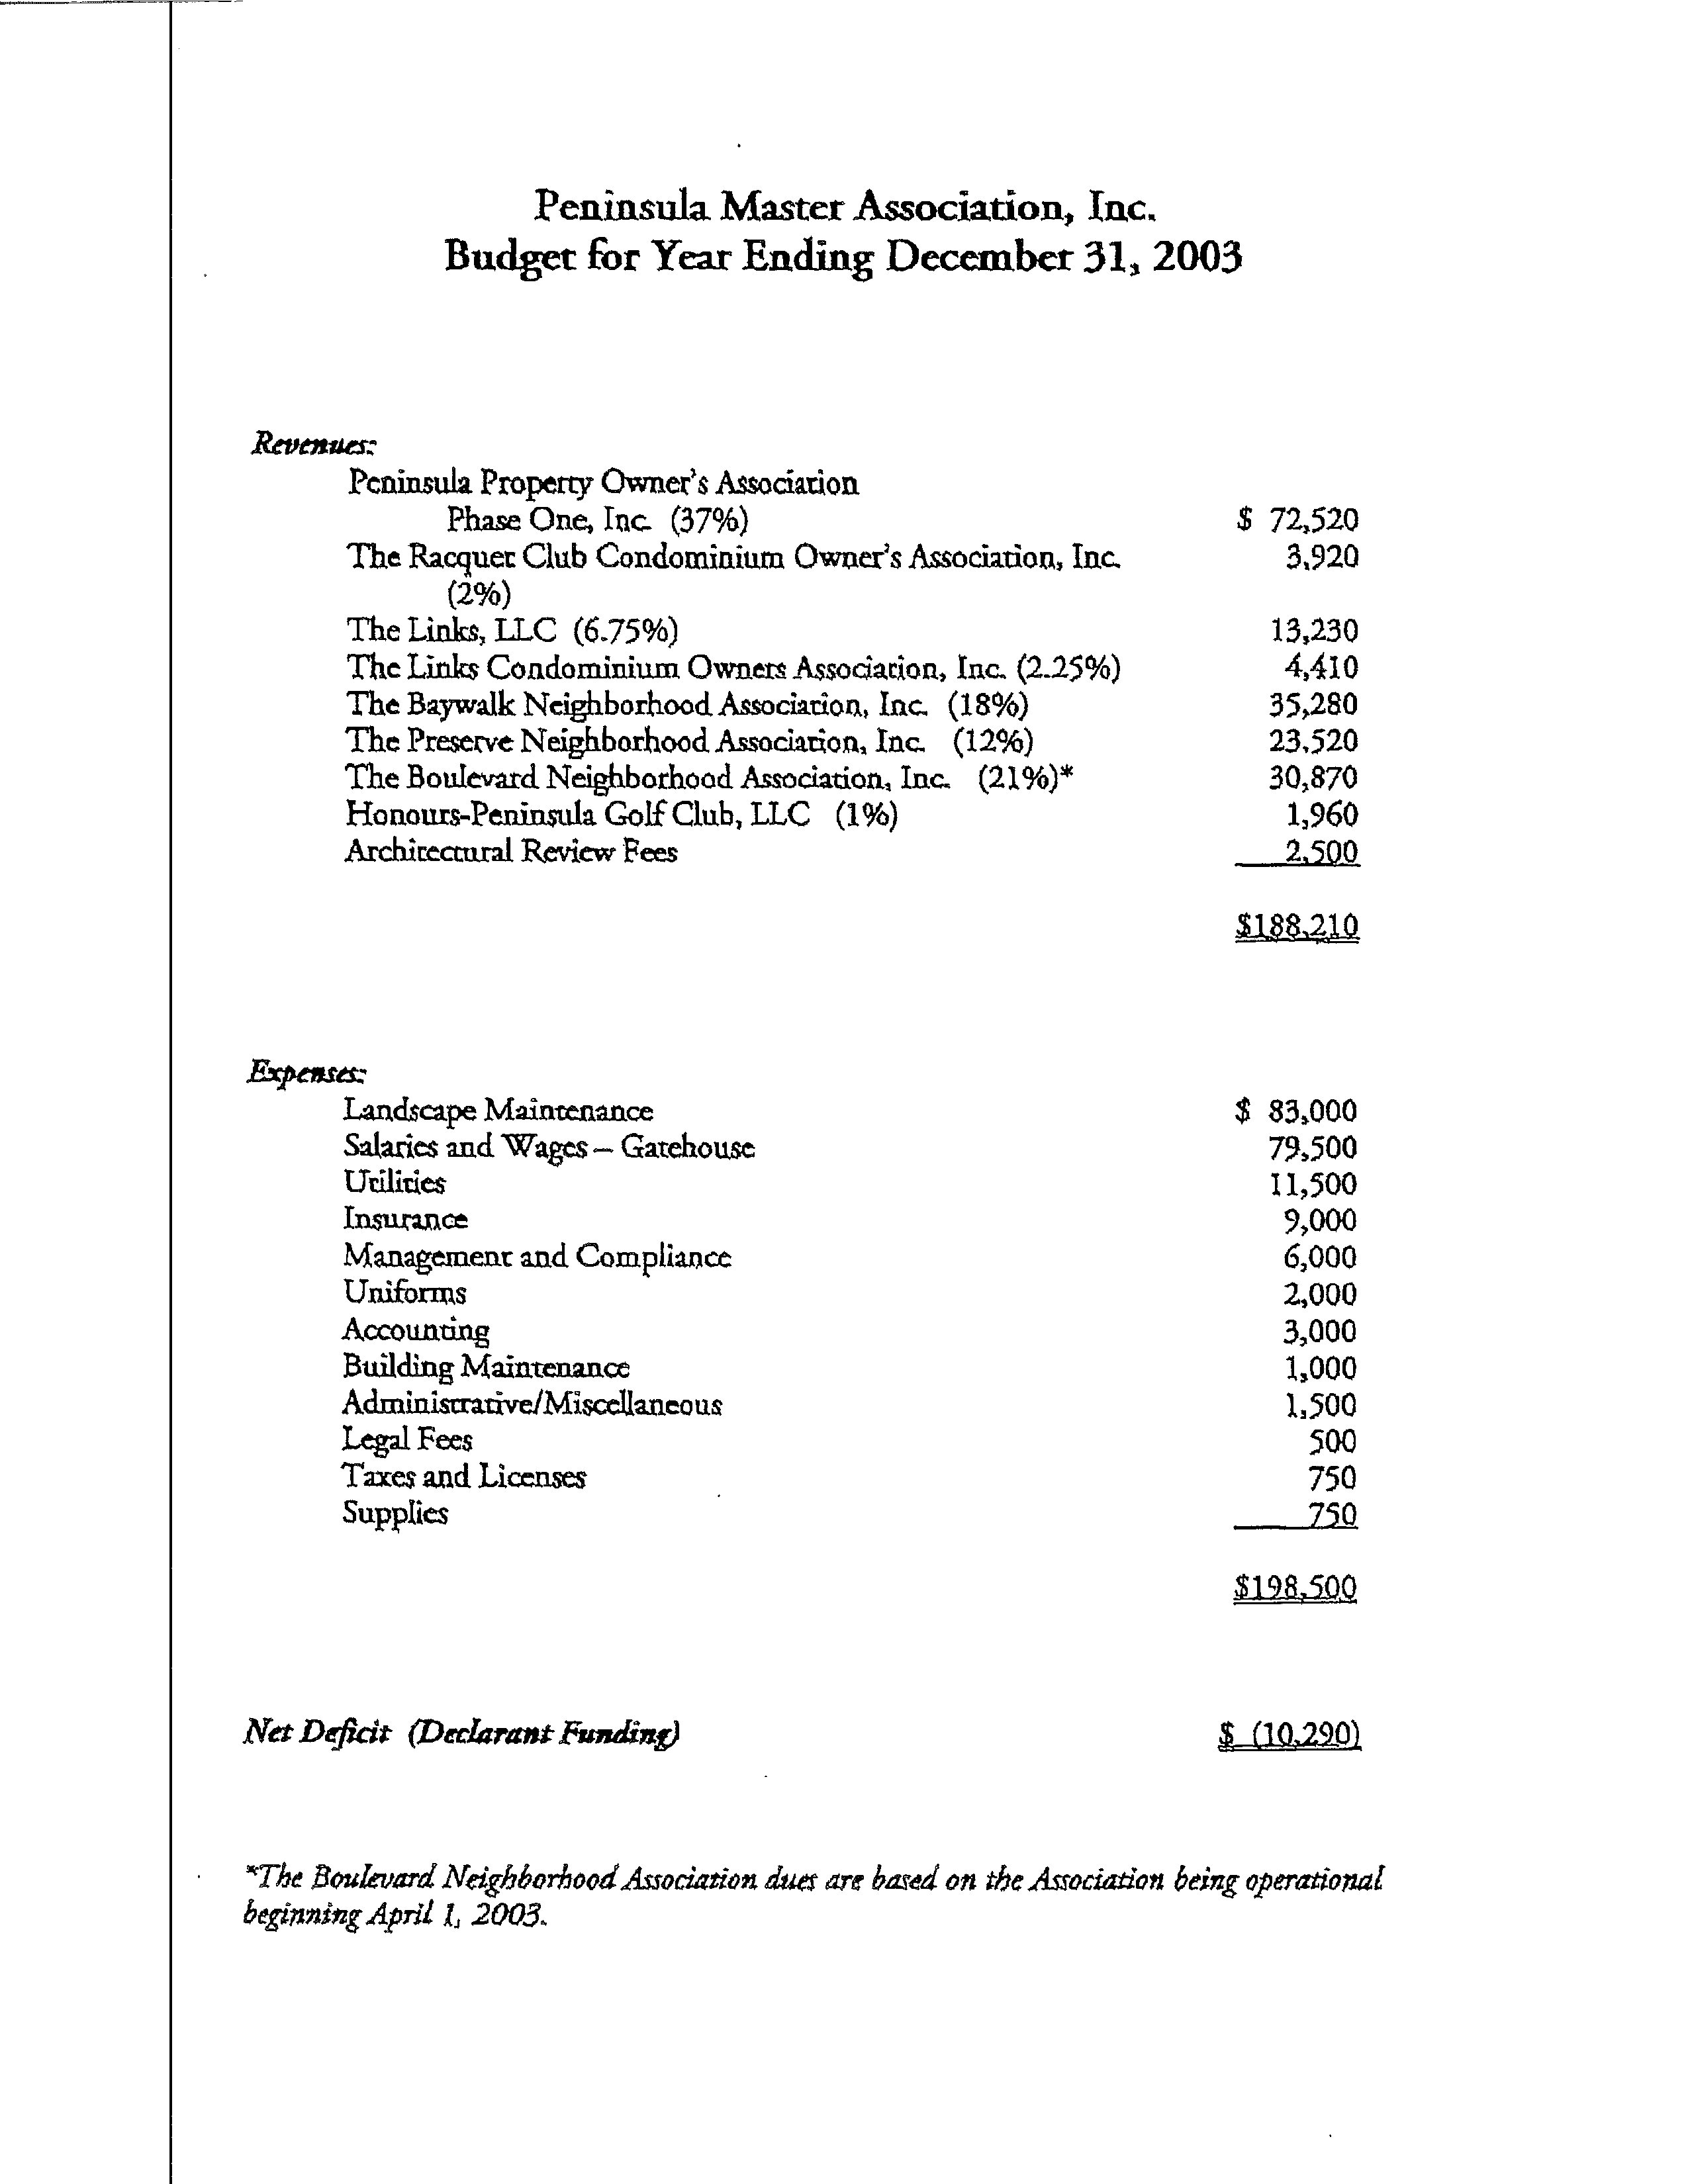 Peninsula Master Association, Inc.
Budget for Year Ending December 31, 2003
Revenues:
Peninsula Property Owner's Association
Phase One, Inc. (37%) $ 72,520
The Racquet Club Condominium Owner's Association, Inc. 3,920
(2%)
The Links, LLC (6.75%) 13,230
The Links Condominium Owners Association, Inc. (2.25%) 4,410
The Baywalk Neighborhood Association, Inc. (18%) 35,280
The Preserve Neighborhood Association, Inc. (12%) 23,520
The Boulevard Neighborhood Association, Inc. (21%)* 30,870
Honours-Peninsula Golf Club, LLC (1%) 1,960
Architectural Review Fees 2,500
$188,210
Expenses:
Landscape Maintenance $ 83,000
Salaries and Wages – Gatehouse 79,500
Utilities 11,500
Insurance 9,000
Management and Compliance 6,000
Uniforms 2,000
Accounting 3,000
Building Maintenance 1,000
Administrative/Miscellaneous 1,500
Legal Fees 500
Taxes and Licenses 750
Supplies 750
$198,500
Net Deficit (Declarant Funding) $ (10,290)
*The Boulevard Neighborhood Association dues are based on the Association being operational
beginning April 1, 2003.